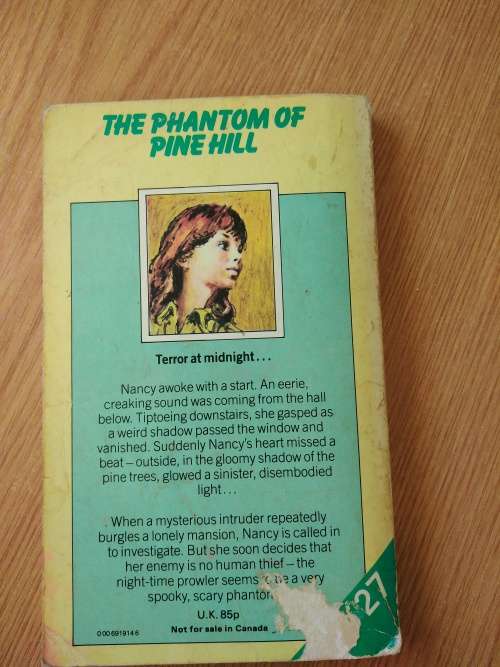 THE PHANTOM OF
PINE HILL
Terror at midnight...
Nancy awoke with a start. An eerie,
creaking sound was coming from the hall
below. Tiptoeing downstairs, she gasped as
a weird shadow passed the window and
vanished. Suddenly Nancy's heart missed a
beat – outside, in the gloomy shadow of the
pine trees, glowed a sinister, disembodied
light...
When a mysterious intruder repeatedly
burgles a lonely mansion, Nancy is called in
to investigate. But she soon decides that
her enemy is no human thief – the
night-time prowler seems a very
spooky, scary phantom
U.K. 85p
0 00 691914 6 Not for sale in Canada
27